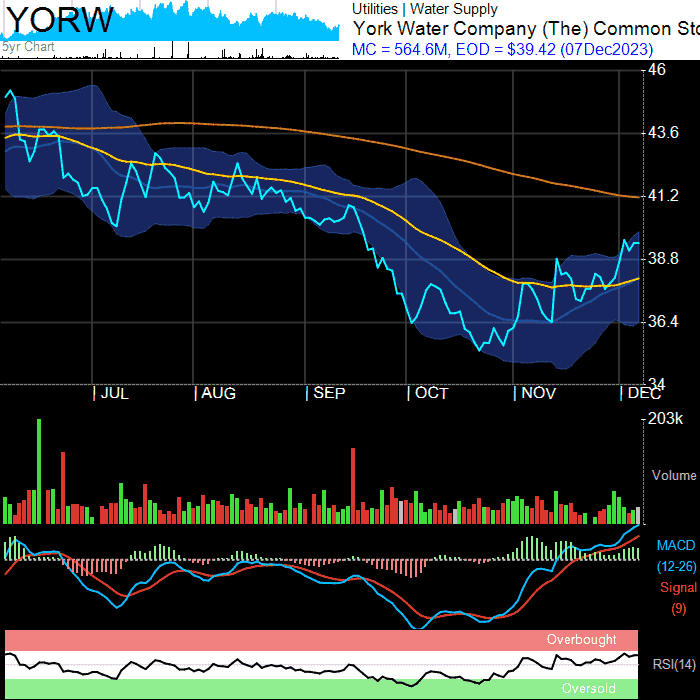 YORW
5yr Chart
Utilities | Water Supply
York Water Company (The) Common Sto
MC = 564.6M, EOD = $39.42 (07Dec2023)
46
43.6
41.2
38.8
36.4
34
JUL AUG SEP OCT NOV DEC
203k
Volume
MACD
(12-26)
Signal
(9)
Overbought
RSI(14)
Oversold